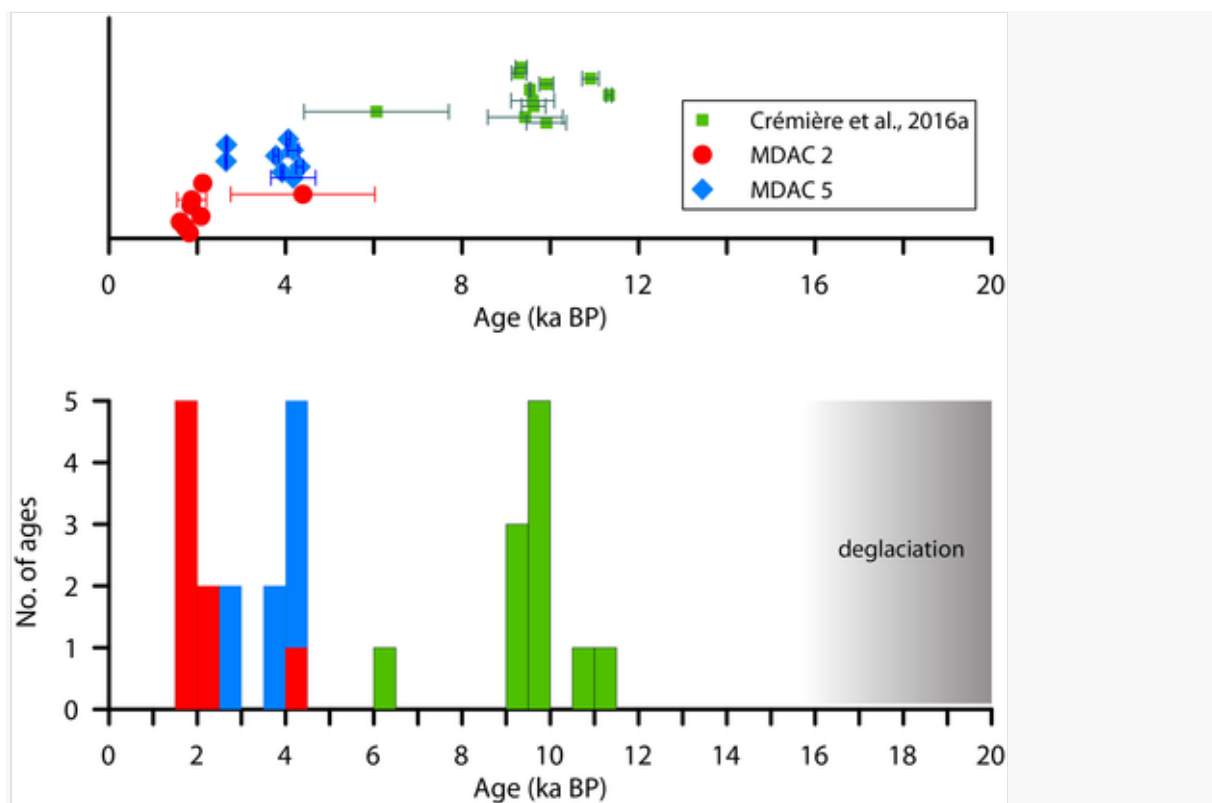 Crémière et al., 2016a
MDAC 2
MDAC 5
0 4 8 12 16 20
Age (ka BP)
5
4
3
2
1
0
No. of ages
deglaciation
0 2 4 6 8 10 12 14 16 18 20
Age (ka BP)